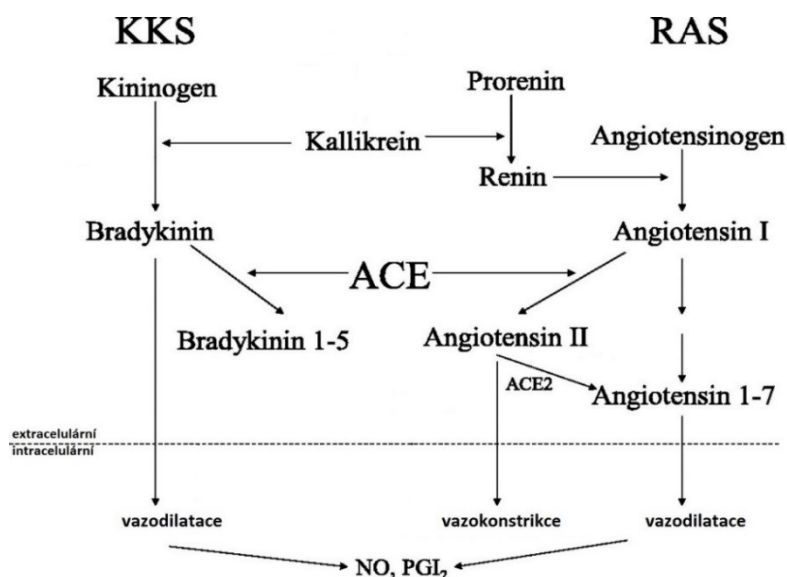 KKS
RAS
Kininogen
Prorenin
Kallikrein
Angiotensinogen
Renin
Bradykinin
Angiotensin I
ACE
Bradykinin 1-5
Angiotensin II
ACE2
Angiotensin 1-7
extracelulární
intracelulární
vazodilatace
vazokonstrikce
vazodilatace
NO, PGI₂